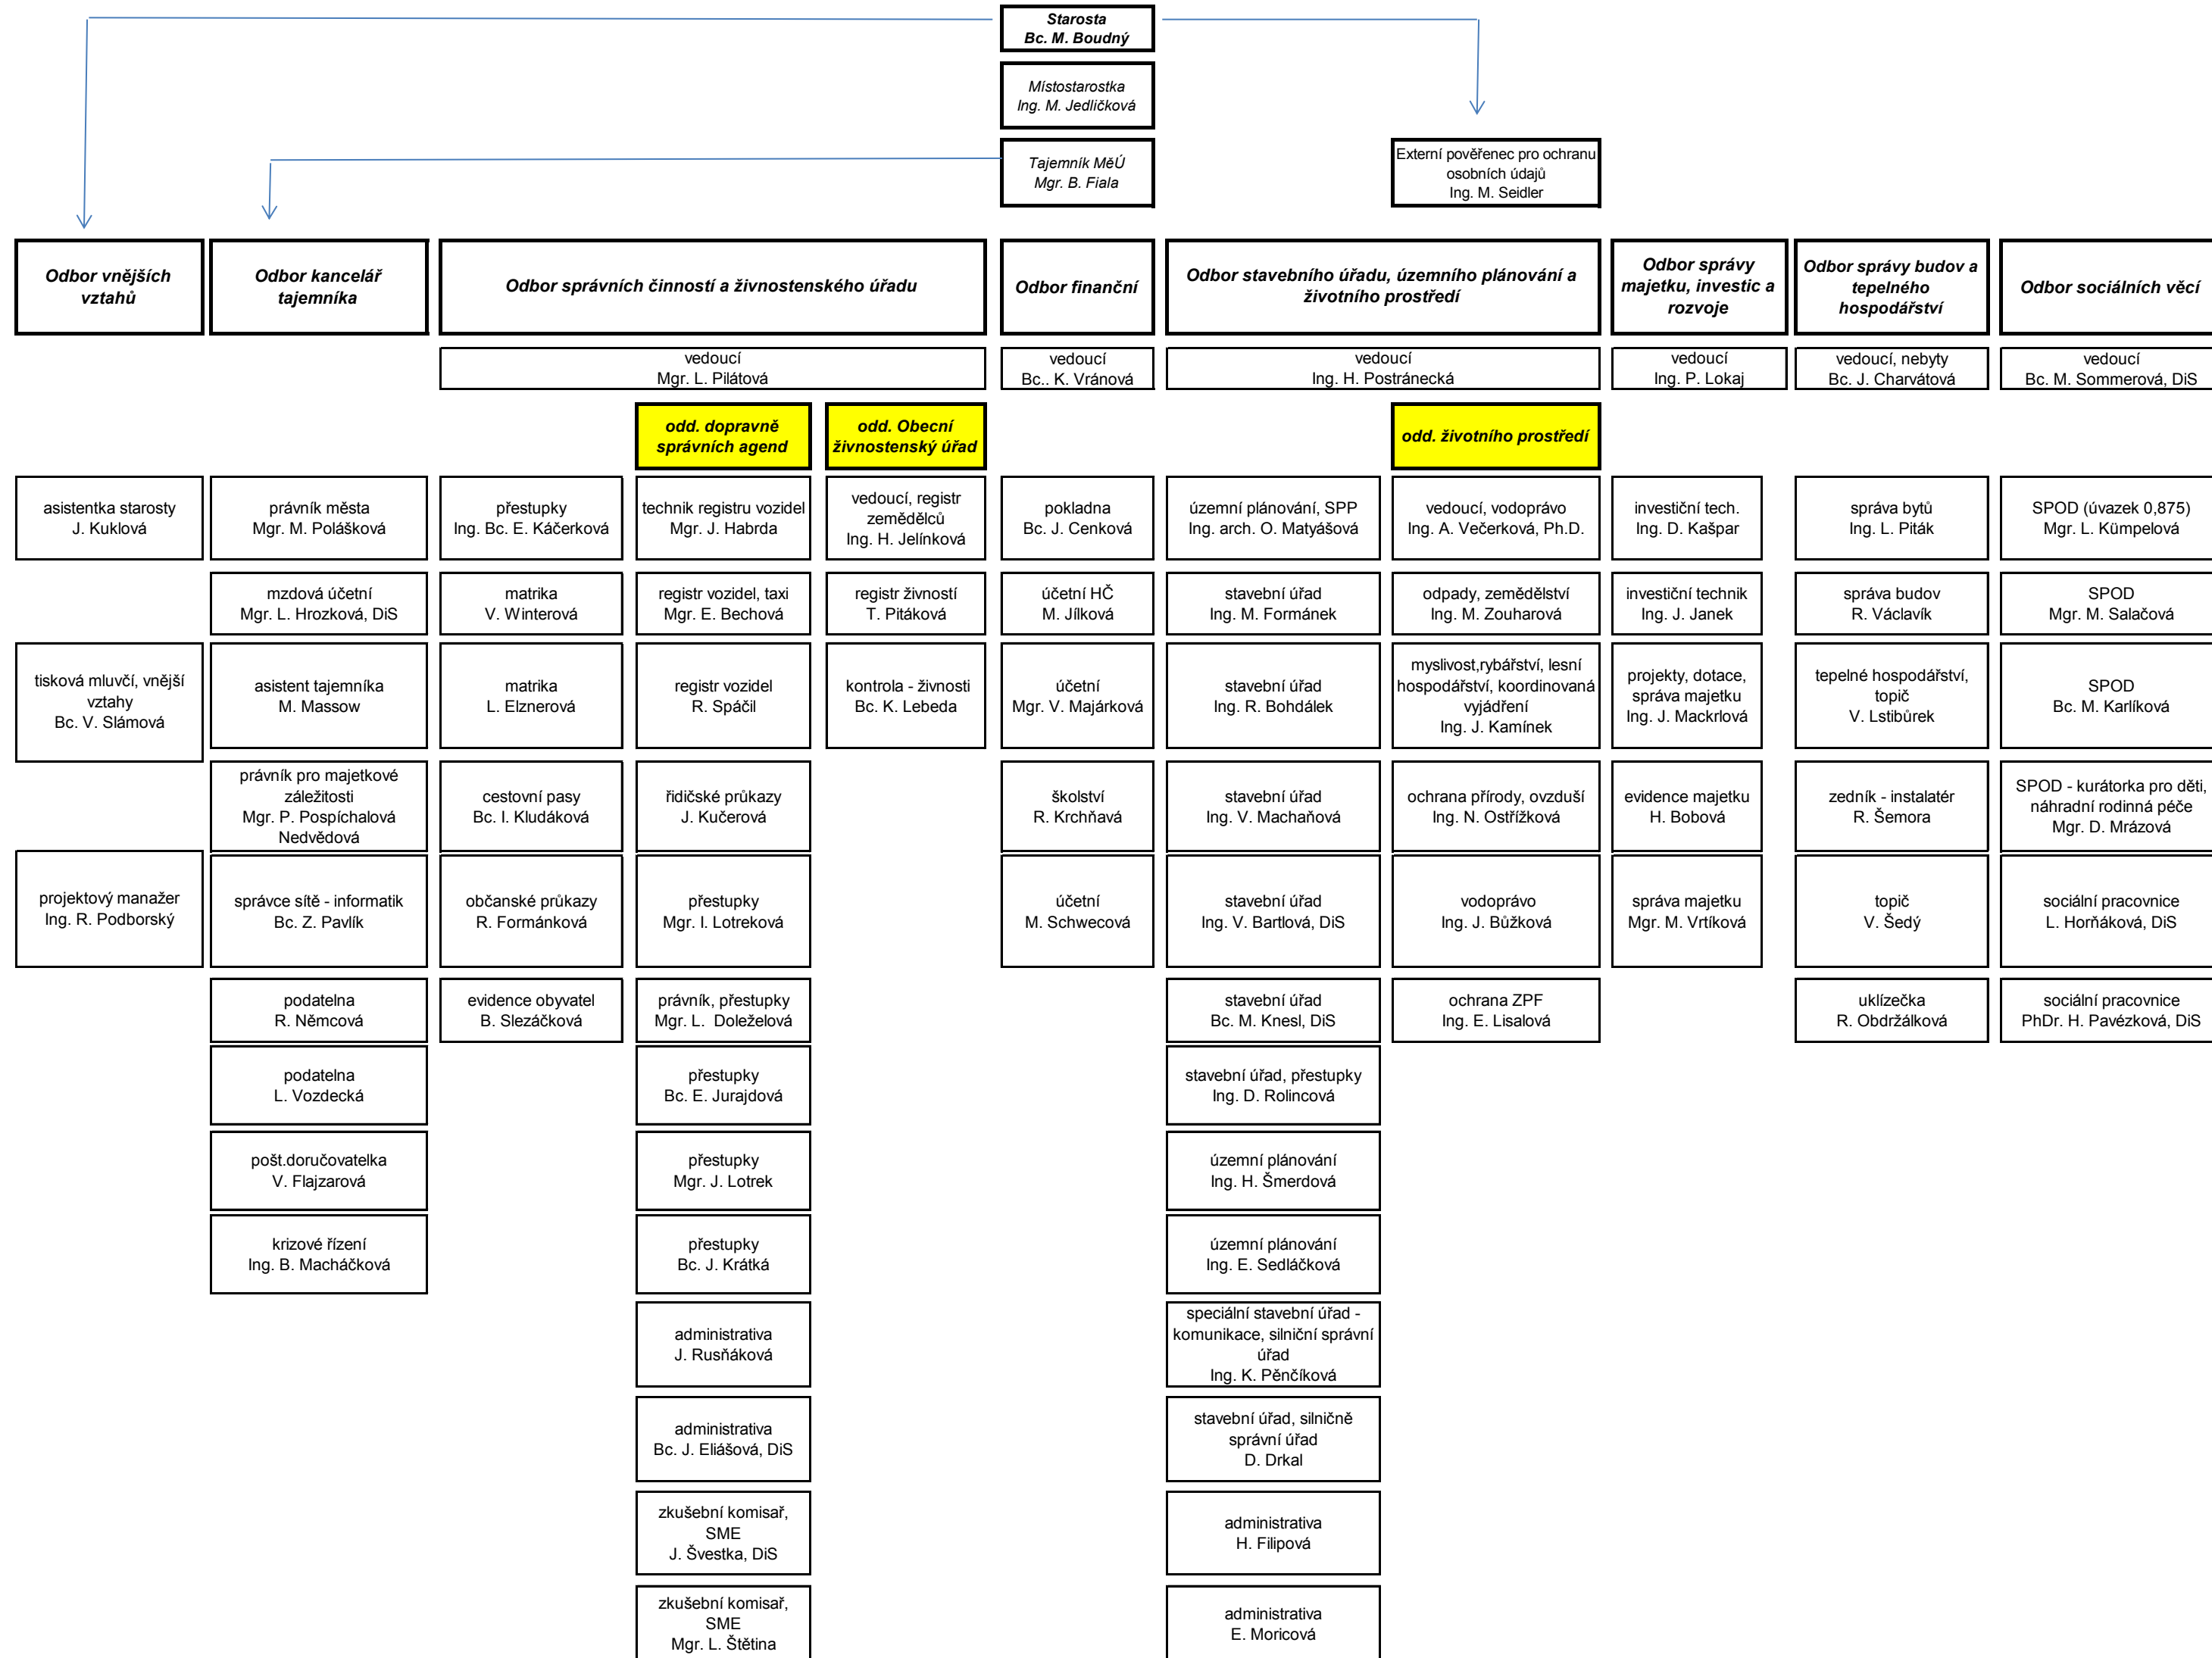 Starosta
Bc. M. Boudný
Místostarostka
Ing. M. Jedličková
Tajemník MěÚ
Mgr. B. Fiala
Externí pověřenec pro ochranu
osobních údajů
Ing. M. Seidler
Odbor vnějších
vztahů
Odbor kancelář
tajemníka
Odbor správních činností a živnostenského úřadu
Odbor finanční
Odbor stavebního úřadu, územního plánování a
životního prostředí
Odbor správy
majetku, investic a
rozvoje
Odbor správy budov a
tepelného
hospodářství
Odbor sociálních věcí
vedoucí
Mgr. L. Pilátová
vedoucí
Bc.. K. Vránová
vedoucí
Ing. H. Postránecká
vedoucí
Ing. P. Lokaj
vedoucí, nebyty
Bc. J. Charvátová
vedoucí
Bc. M. Sommerová, DiS
odd. dopravně
správních agend
odd. Obecní
živnostenský úřad
odd. životního prostředí
asistentka starosty
J. Kuklová
právník města
Mgr. M. Polášková
přestupky
Ing. Bc. E. Káčerková
technik registru vozidel
Mgr. J. Habrda
vedoucí, registr
zemědělců
Ing. H. Jelínková
pokladna
Bc. J. Cenková
územní plánování, SPP
Ing. arch. O. Matyášová
vedoucí, vodoprávo
Ing. A. Večerková, Ph.D.
investiční tech.
Ing. D. Kašpar
správa bytů
Ing. L. Piták
SPOD (úvazek 0,875)
Mgr. L. Kümpelová
mzdová účetní
Mgr. L. Hrozková, DiS
matrika
V. Winterová
registr vozidel, taxi
Mgr. E. Bechová
registr živností
T. Pitáková
účetní HČ
M. Jílková
stavební úřad
Ing. M. Formánek
odpady, zemědělství
Ing. M. Zouharová
investiční technik
Ing. J. Janek
správa budov
R. Václavík
SPOD
Mgr. M. Salačová
tisková mluvčí, vnější
vztahy
Bc. V. Slámová
asistent tajemníka
M. Massow
matrika
L. Elznerová
registr vozidel
R. Spáčil
kontrola - živnosti
Bc. K. Lebeda
účetní
Mgr. V. Majárková
stavební úřad
Ing. R. Bohdálek
myslivost,rybářství, lesní
hospodářství, koordinovaná
vyjádření
Ing. J. Kamínek
projekty, dotace,
správa majetku
Ing. J. Mackrlová
tepelné hospodářství,
topič
V. Lstibůrek
SPOD
Bc. M. Karlíková
právník pro majetkové
záležitosti
Mgr. P. Pospíchalová
Nedvědová
cestovní pasy
Bc. I. Kludáková
řidičské průkazy
J. Kučerová
školství
R. Krchňavá
stavební úřad
Ing. V. Machaňová
ochrana přírody, ovzduší
Ing. N. Ostřížková
evidence majetku
H. Bobová
zedník - instalatér
R. Šemora
SPOD - kurátorka pro děti,
náhradní rodinná péče
Mgr. D. Mrázová
projektový manažer
Ing. R. Podborský
správce sítě - informatik
Bc. Z. Pavlík
občanské průkazy
R. Formánková
přestupky
Mgr. I. Lotreková
účetní
M. Schwecová
stavební úřad
Ing. V. Bartlová, DiS
vodoprávo
Ing. J. Bůžková
správa majetku
Mgr. M. Vrtíková
topič
V. Šedý
sociální pracovnice
L. Horňáková, DiS
podatelna
R. Němcová
evidence obyvatel
B. Slezáčková
právník, přestupky
Mgr. L.  Doleželová
stavební úřad
Bc. M. Knesl, DiS
ochrana ZPF
Ing. E. Lisalová
uklízečka
R. Obdržálková
sociální pracovnice
PhDr. H. Pavézková, DiS
podatelna
L. Vozdecká
přestupky
Bc. E. Jurajdová
stavební úřad, přestupky
Ing. D. Rolincová
pošt.doručovatelka
V. Flajzarová
přestupky
Mgr. J. Lotrek
územní plánování
Ing. H. Šmerdová
krizové řízení
Ing. B. Macháčková
přestupky
Bc. J. Krátká
územní plánování
Ing. E. Sedláčková
administrativa
J. Rusňáková
speciální stavební úřad -
komunikace, silniční správní
úřad
Ing. K. Pěnčíková
administrativa
Bc. J. Eliášová, DiS
stavební úřad, silničně
správní úřad
D. Drkal
zkušební komisař,
SME
J. Švestka, DiS
administrativa
H. Filipová
zkušební komisař,
SME
Mgr. L. Štětina
administrativa
E. Moricová